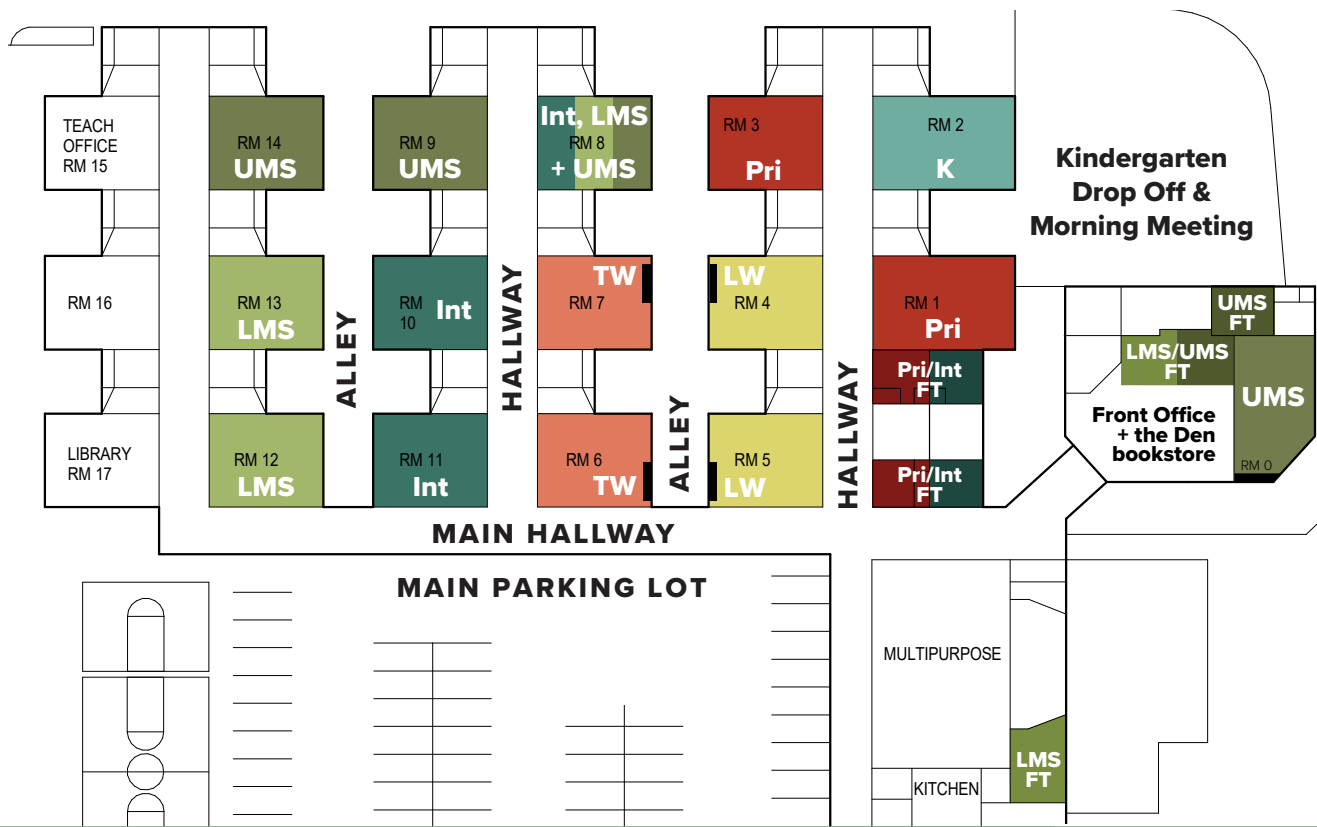 TEACH
OFFICE
RM 15
RM 14
UMS
RM 9
UMS
Int, LMS
RM 8
+ UMS
RM 3
Pri
RM 2
K
Kindergarten
Drop Off &
Morning Meeting
RM 16
RM 13
LMS
ALLEY
RM
10
Int
HALLWAY
TW
RM 7
LW
RM 4
RM 1
Pri
UMS
FT
LMS/UMS
FT
UMS
Front Office
+ the Den
bookstore
RM 0
Pri/Int
FT
LIBRARY
RM 17
RM 12
LMS
RM 11
Int
RM 6
TW
ALLEY
RM 5
LW
HALLWAY
Pri/Int
FT
MAIN HALLWAY
MAIN PARKING LOT
MULTIPURPOSE
LMS
FT
KITCHEN